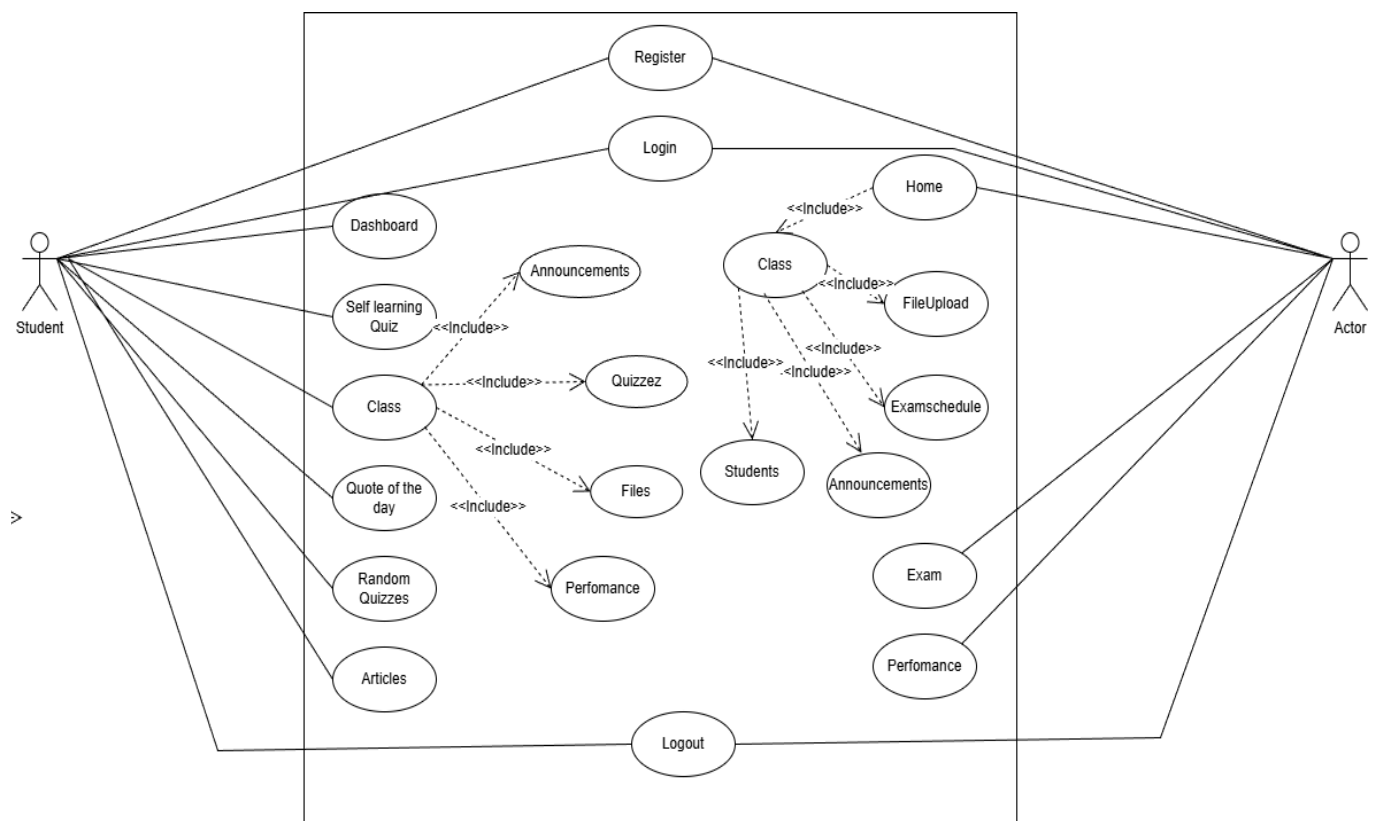 Register
Login
Home
<<Include>>
Dashboard
Class
Announcements
<<Include>>
FileUpload
Self learning
Quiz
<<Include>>
Student
Actor
<<Include>>
<<Include>>
<<Include>>
<<Include>>
Quizzez
Class
Examschedule
<<Include>>
Students
Announcements
Quote of the
day
Files
<<Include>>
>
Random
Quizzes
Perfomance
Exam
Articles
Perfomance
Logout